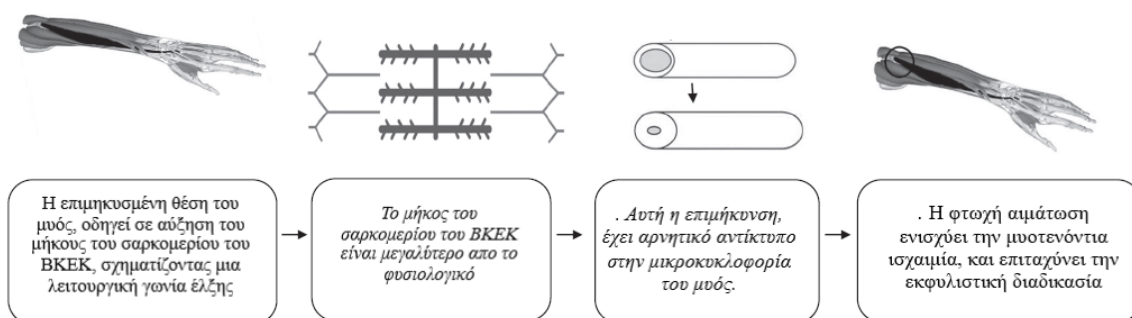 Η επιμηκυσμένη θέση του
μυός, οδηγεί σε αύξηση του
μήκους του σαρκομερίου του
ΒΚΕΚ, σχηματίζοντας μια
λειτουργική γωνία έλξης
Το μήκος του
σαρκομερίου του ΒΚΕΚ
είναι μεγαλύτερο απο το
φυσιολογικό
. Αυτή η επιμήκυνση,
έχει αρνητικό αντίκτυπο
στην μικροκυκλοφορία
του μυός.
. Η φτωχή αιμάτωση
ενισχύει την μυοτενόντια
ισχαιμία, και επιταχύνει την
εκφυλιστική διαδικασία